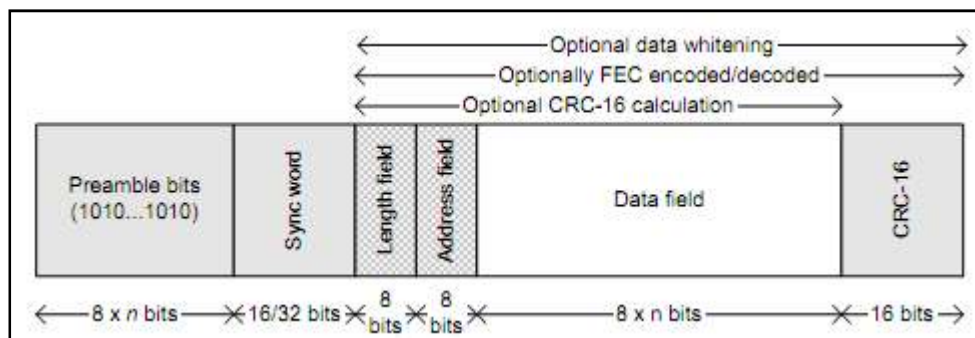 Optional data whitening
Optionally FEC encoded/decoded
Optional CRC-16 calculation
Preamble bits
(1010...1010)
Sync word
Length field
Address field
Data field
CRC-16
8 x n bits
16/32 bits
8
bits
8
bits
8 x n bits
16 bits